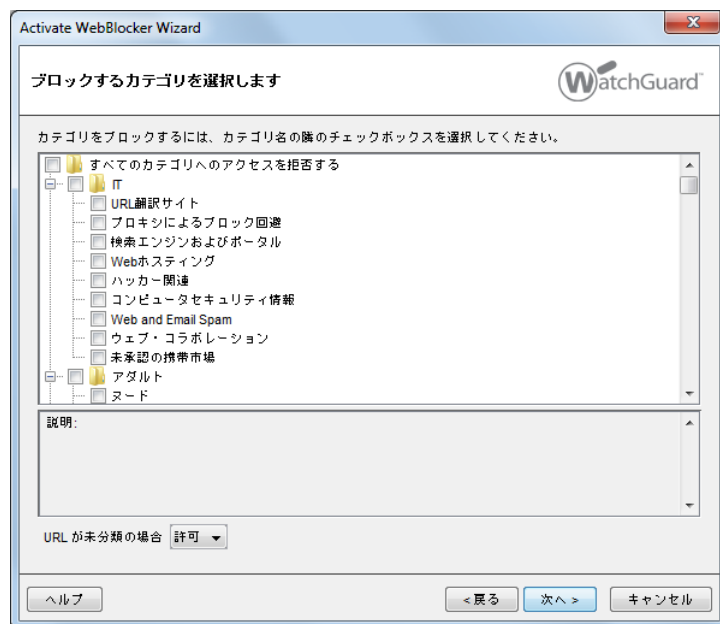 Activate WebBlocker Wizard
ブロックするカテゴリを選択します
WatchGuard
カテゴリをブロックするには、カテゴリ名の隣のチェックボックスを選択してください。
すべてのカテゴリへのアクセスを拒否する
IT
URL翻訳サイト
プロキシによるブロック回避
検索エンジンおよびポータル
Webホスティング
ハッカー関連
コンピュータセキュリティ情報
Web and Email Spam
ウェブ・コラボレーション
未承認の携帯市場
アダルト
ヌード
説明:
URL が未分類の場合 許可
ヘルプ <戻る 次へ > キャンセル